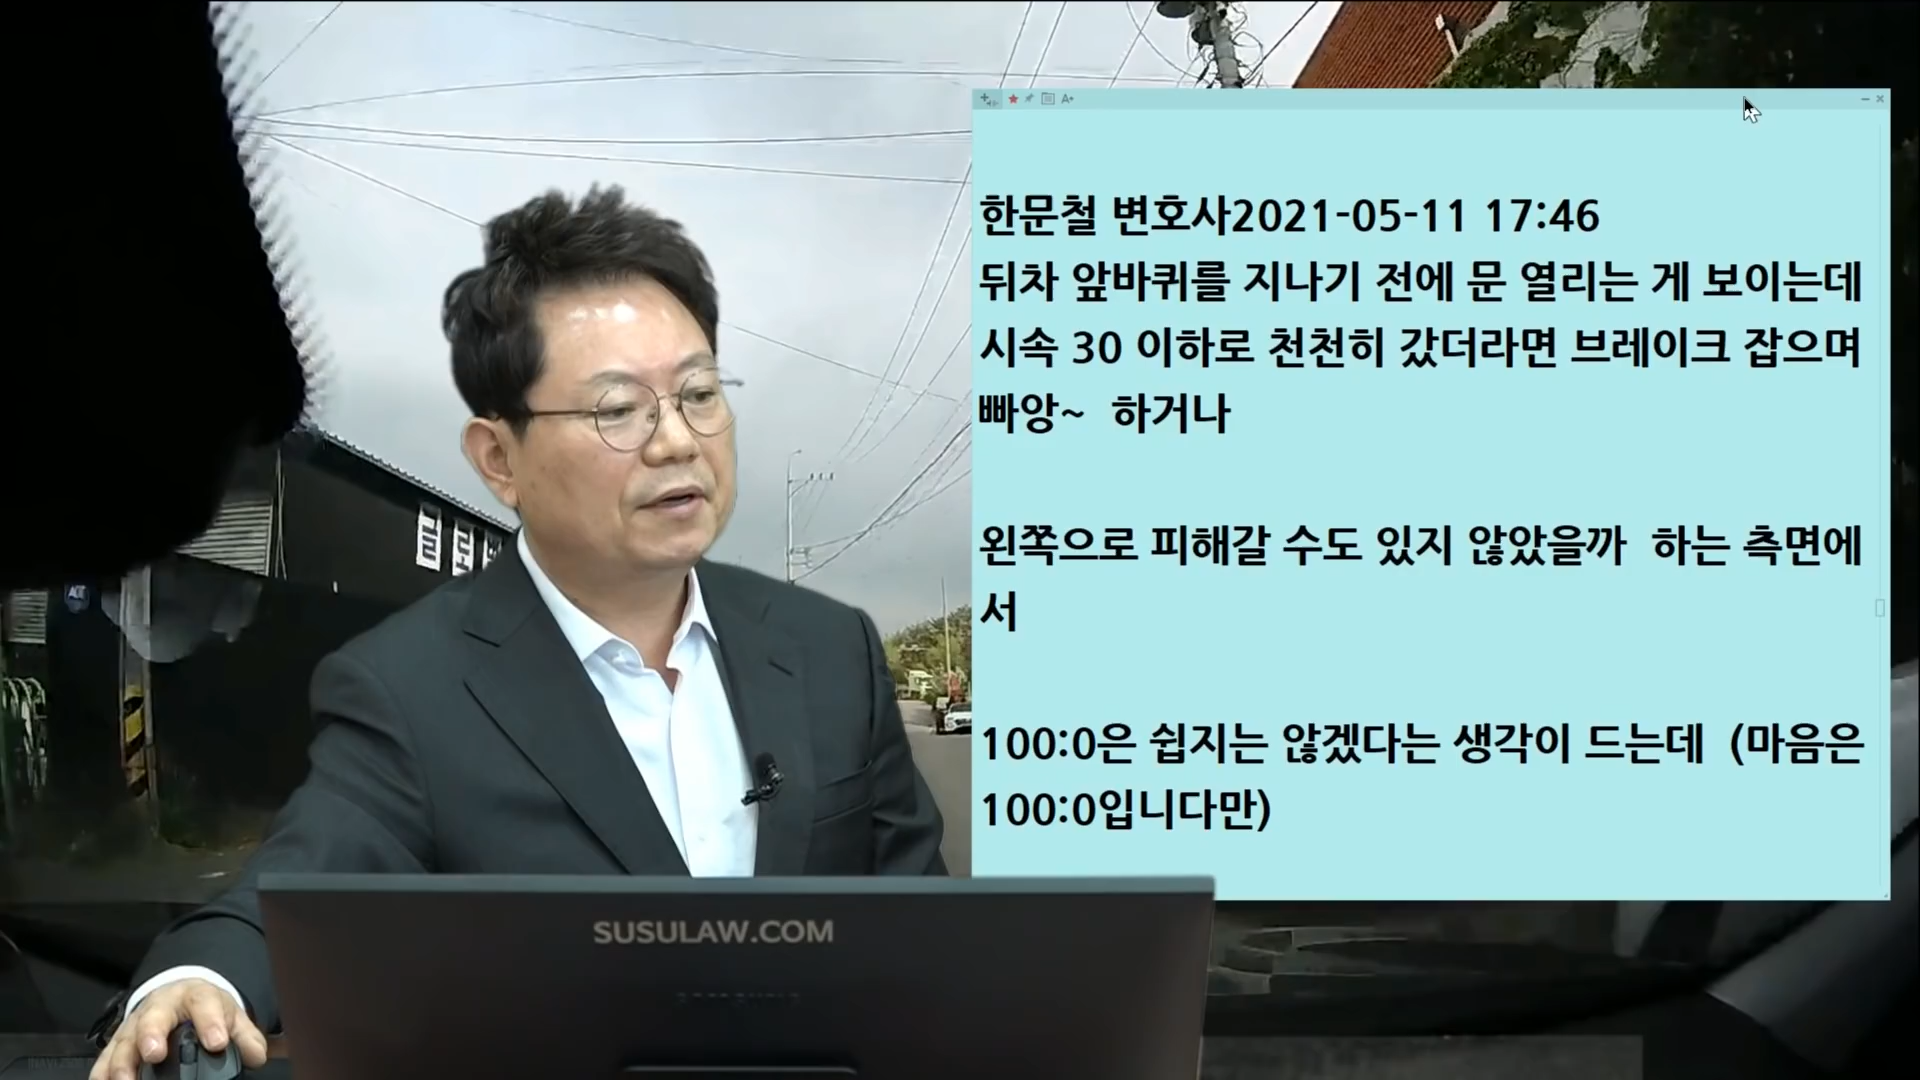 한문철 변호사2021-05-11 17:46
뒤차 앞바퀴를 지나기 전에 문 열리는 게 보이는데
시속 30 이하로 천천히 갔더라면 브레이크 잡으며
빠앙~ 하거나
왼쪽으로 피해갈 수도 있지 않았을까 하는 측면에
서
100:0은 쉽지는 않겠다는 생각이 드는데 (마음은
100:0입니다만)
글로
SUSULAW.COM